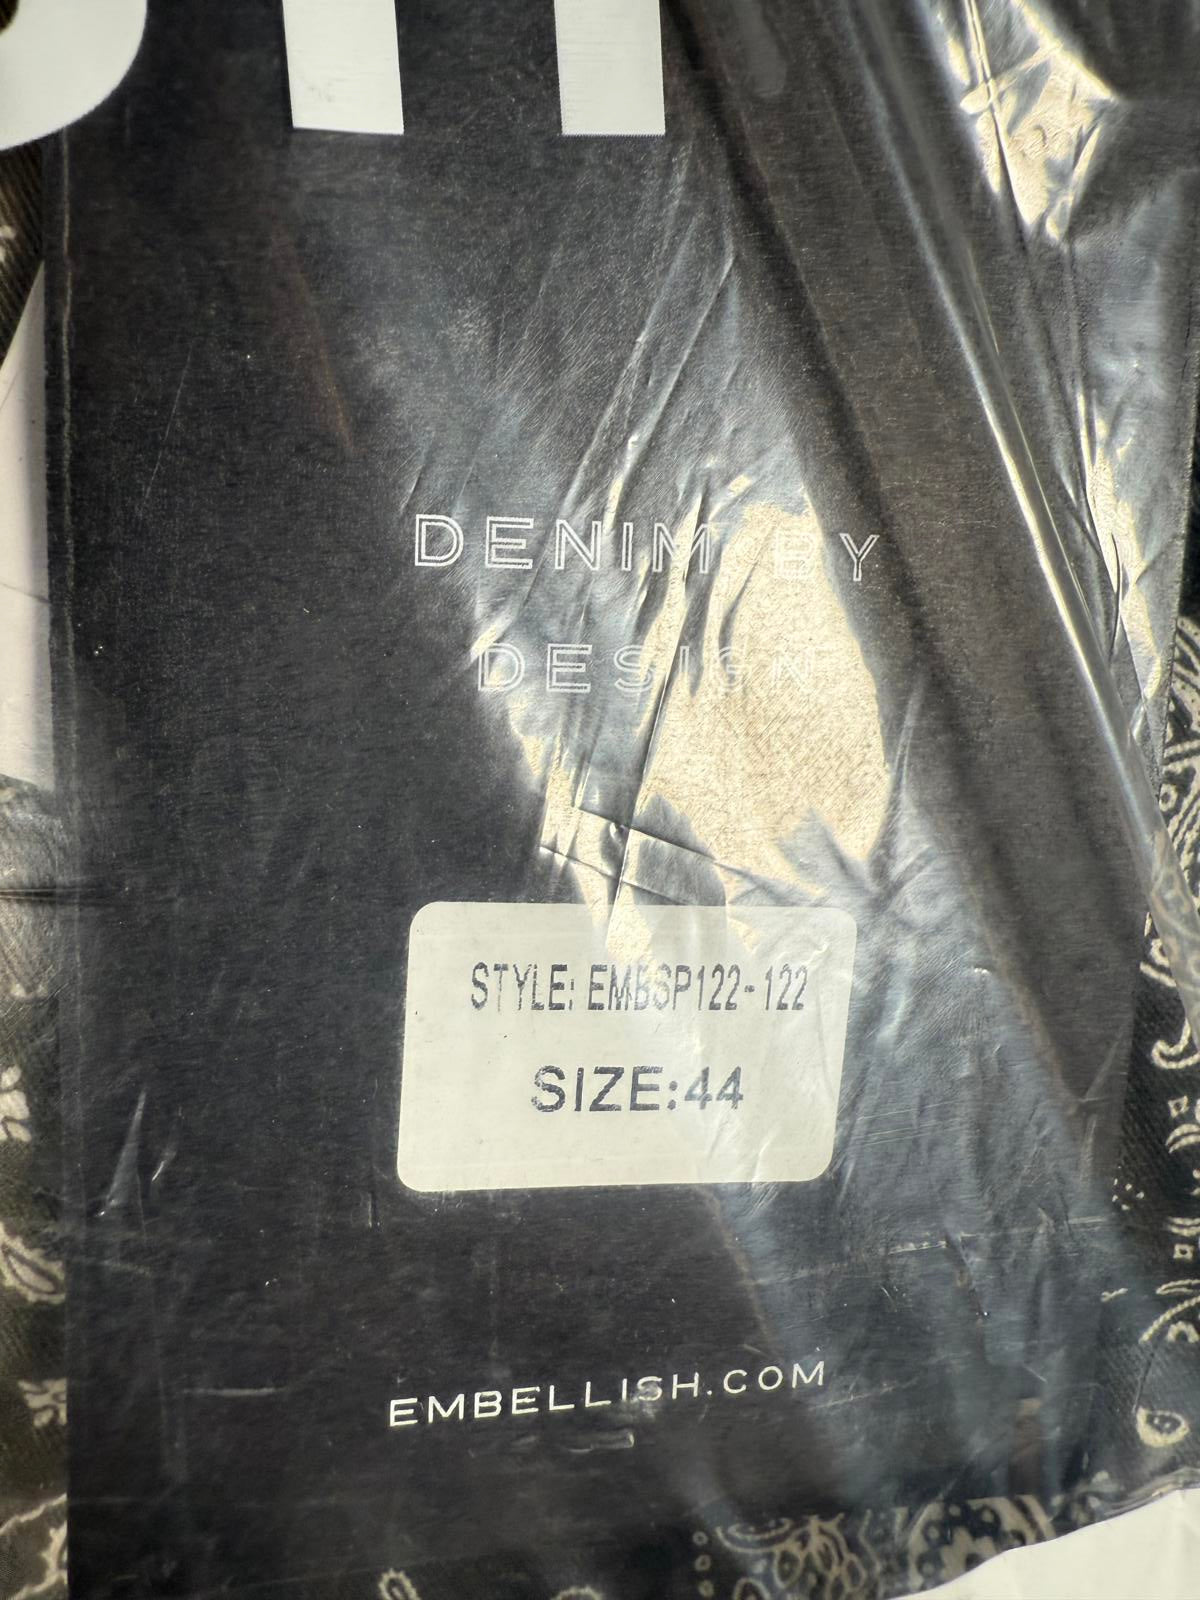 DENIM BY
DESIGN
STYLE: EMBSP122-122
SIZE:44
EMBELLISH.COM